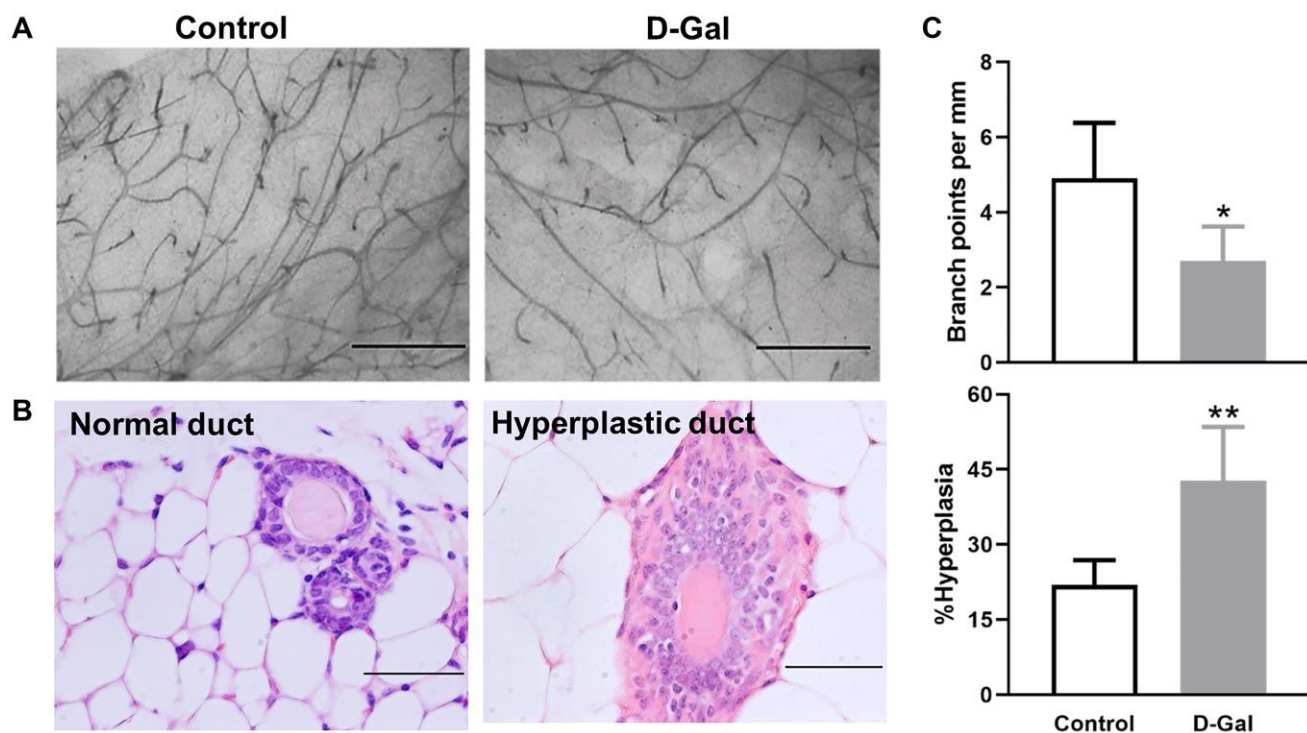 A
Control
D-Gal
C
B
Normal duct
Hyperplastic duct
Branch points per mm
8
6
4
2
0
*
%Hyperplasia
60
45
30
15
0
**
Control
D-Gal